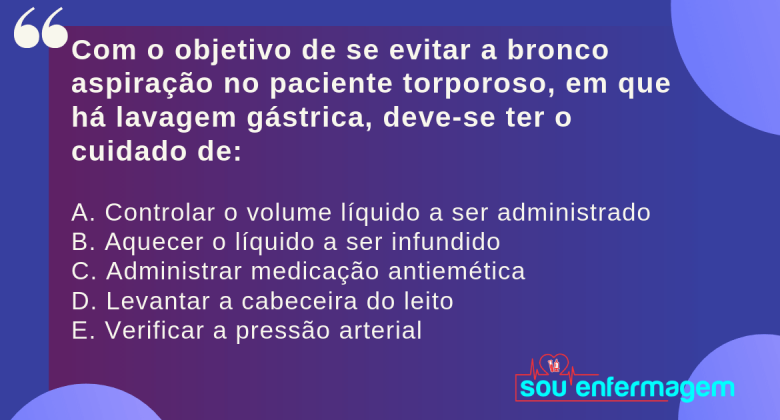 “
Com o objetivo de se evitar a bronco
aspiração no paciente torporoso, em que
há lavagem gástrica, deve-se ter o
cuidado de:
A. Controlar o volume líquido a ser administrado
B. Aquecer o líquido a ser infundido
C. Administrar medicação antiemética
D. Levantar a cabeceira do leito
E. Verificar a pressão arterial
sou enfermagem